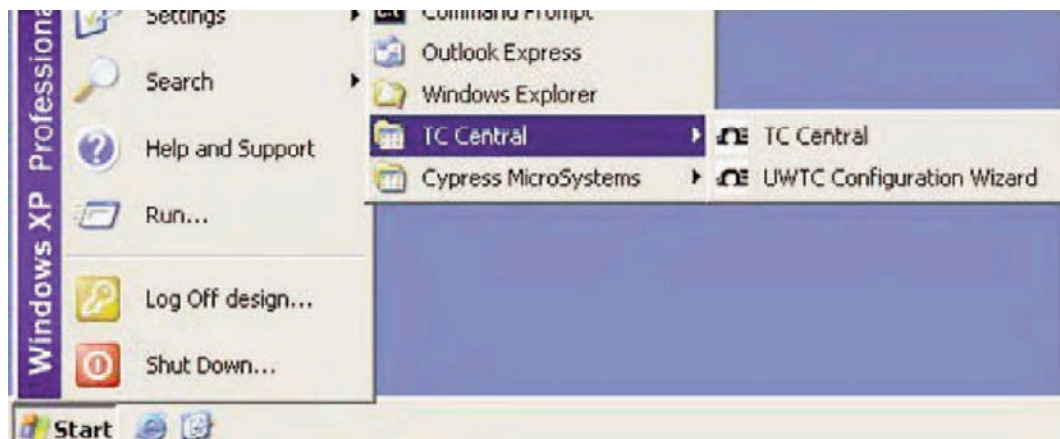 Windows XP Professional
Settings
Search
Help and Support
Run...
Log Off design...
Shut Down...
Command Prompt
Outlook Express
Windows Explorer
TC Central
Cypress MicroSystems
TC Central
UWTC Configuration Wizard
Start